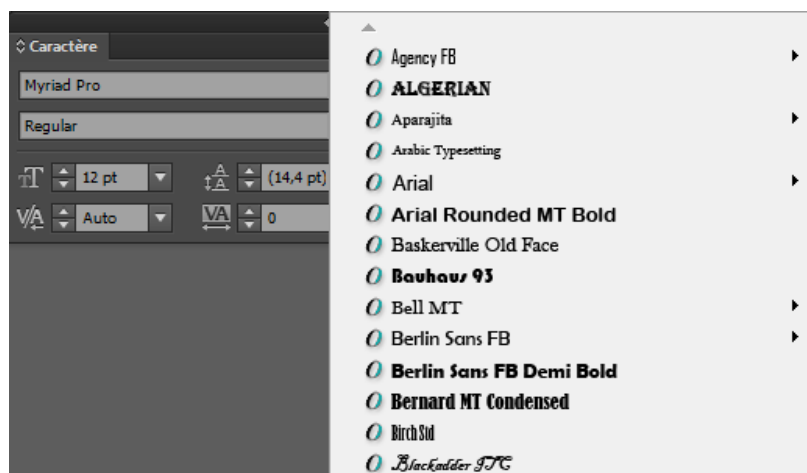 Caractère
Myriad Pro
Regular
12 pt
(14,4 pt)
Auto
0
Agency FB
ALGERIAN
Aparajita
Arabic Typesetting
Arial
Arial Rounded MT Bold
Baskerville Old Face
Bauhaus 93
Bell MT
Berlin Sans FB
Berlin Sans FB Demi Bold
Bernard MT Condensed
Birch Std
Blackadder ITC